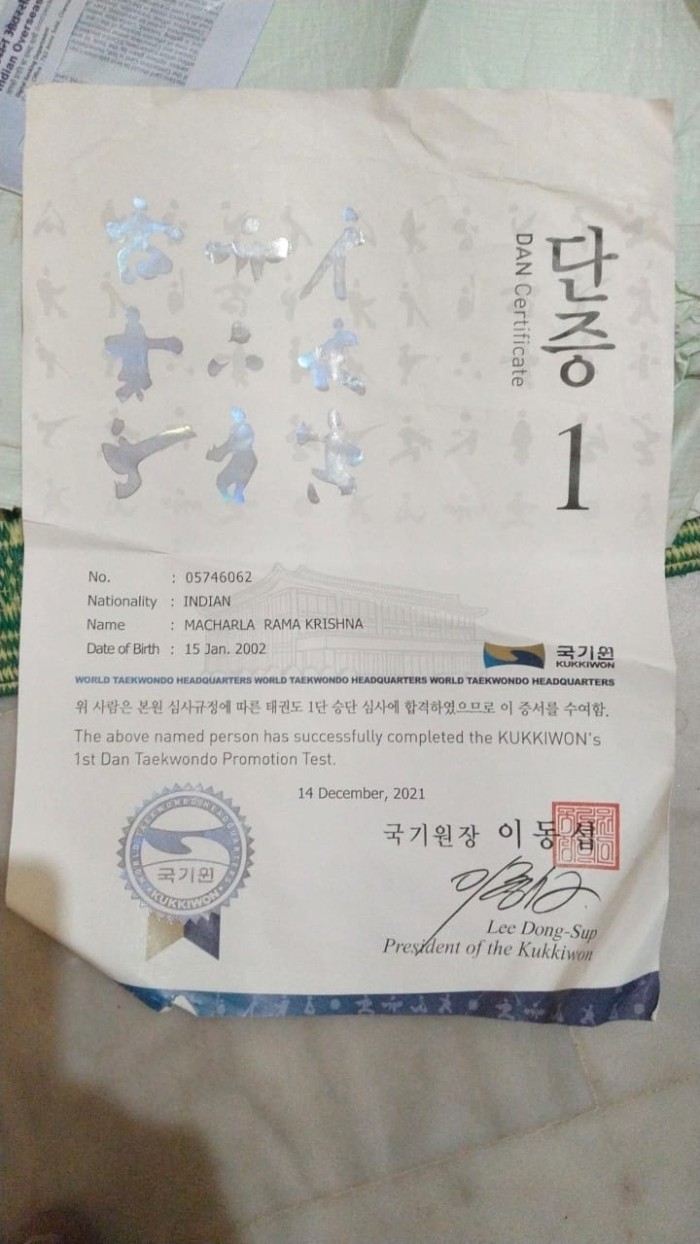 Indian Overseas
단증
DAN Certificate
1
No. : 05746062
Nationality : INDIAN
Name : MACHARLA RAMA KRISHNA
Date of Birth : 15 Jan. 2002
국기원
KUKKIWON
WORLD TAEKWONDO HEADQUARTERS WORLD TAEKWONDO HEADQUARTERS WORLD TAEKWONDO HEADQUARTERS
위 사람은 본원 심사규정에 따른 태권도 1단 승단 심사에 합격하였으므로 이 증서를 수여함.
The above named person has successfully completed the KUKKIWON's
1st Dan Taekwondo Promotion Test.
14 December, 2021
국기원장 이동섭
WORLD TAEKWONDO HEADQUARTERS
국기원
KUKKIWON
Lee Dong-Sup
President of the Kukkiwon